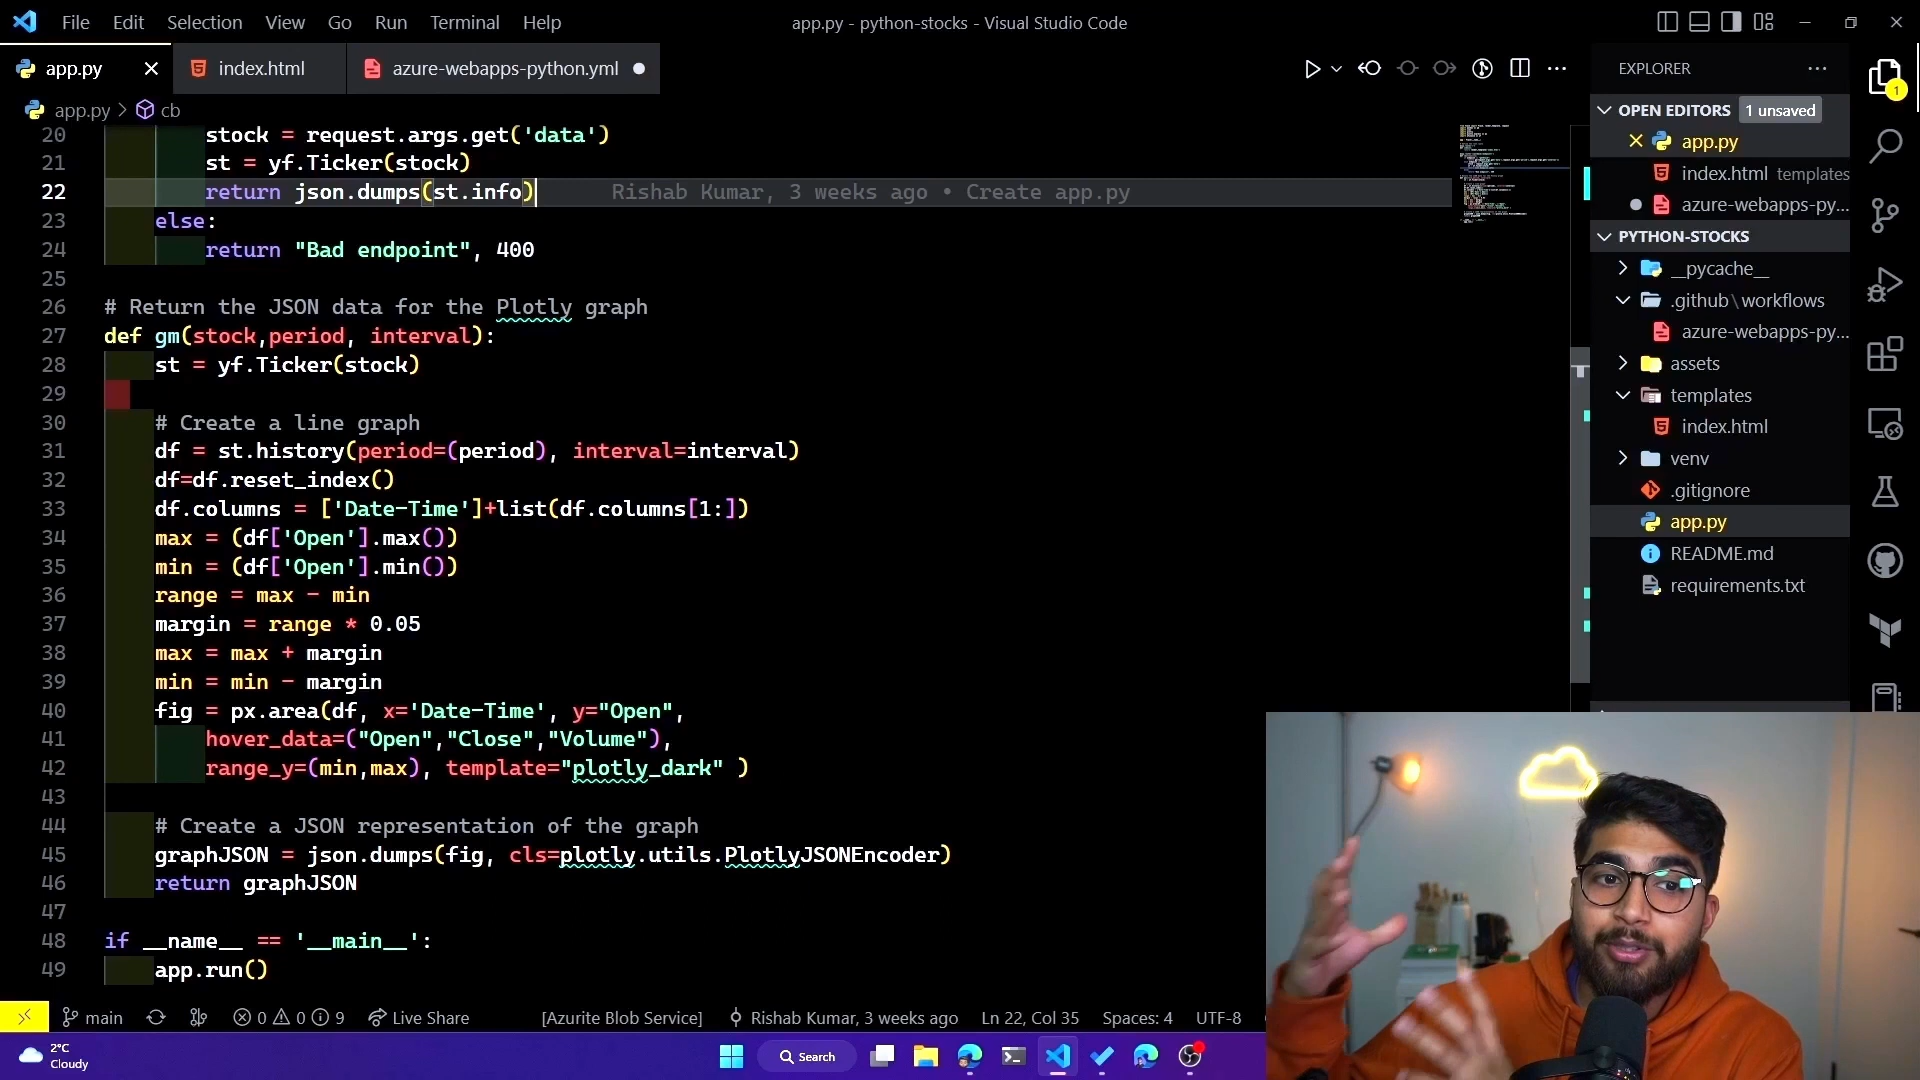 File Edit Selection View Go Run Terminal Help
app.py - python-stocks - Visual Studio Code
app.py
index.html
azure-webapps-python.yml
app.py > cb
20 stock = request.args.get('data')
21 st = yf.Ticker(stock)
22 return json.dumps(st.info) Rishab Kumar, 3 weeks ago • Create app.py
23 else:
24 return "Bad endpoint", 400
25
26 # Return the JSON data for the Plotly graph
27 def gm(stock,period, interval):
28 st = yf.Ticker(stock)
29
30 # Create a line graph
31 df = st.history(period=(period), interval=interval)
32 df=df.reset_index()
33 df.columns = ['Date-Time']+list(df.columns[1:])
34 max = (df['Open'].max())
35 min = (df['Open'].min())
36 range = max - min
37 margin = range * 0.05
38 max = max + margin
39 min = min - margin
40 fig = px.area(df, x='Date-Time', y="Open",
41 hover_data=("Open","Close","Volume"),
42 range_y=(min,max), template="plotly_dark" )
43
44 # Create a JSON representation of the graph
45 graphJSON = json.dumps(fig, cls=plotly.utils.PlotlyJSONEncoder)
46 return graphJSON
47
48 if __name__ == '__main__':
49 app.run()
EXPLORER
OPEN EDITORS 1 unsaved
app.py
index.html templates
azure-webapps-py...
PYTHON-STOCKS
__pycache__
.github\workflows
azure-webapps-py...
assets
templates
index.html
venv
.gitignore
app.py
README.md
requirements.txt
1
main
0 0 9
Live Share
[Azurite Blob Service]
Rishab Kumar, 3 weeks ago
Ln 22, Col 35
Spaces: 4
UTF-8
2°C
Cloudy
Search